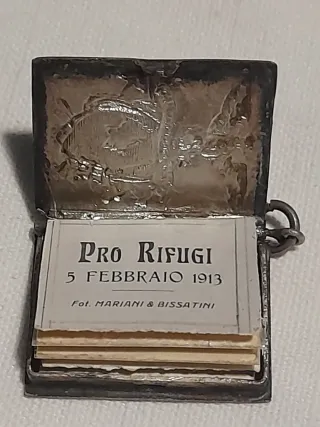 PRO RIFUGI
5 FEBBRAIO 1913
Fot. MARIANI & BISSATINI